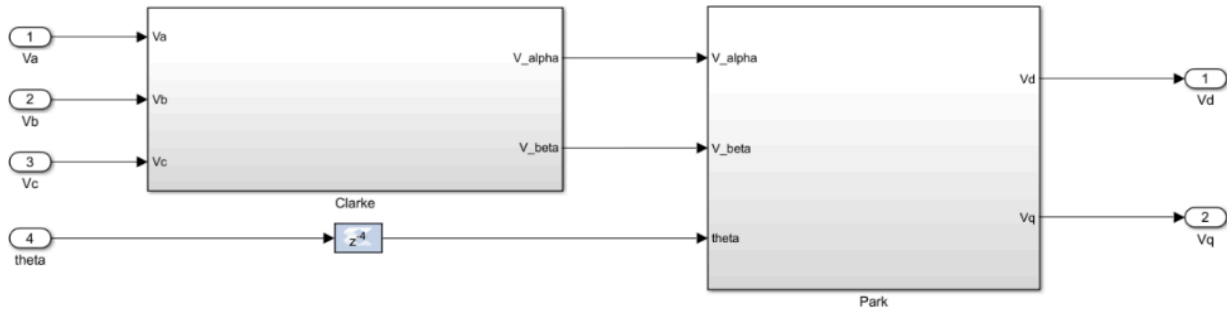 1
Va
2
Vb
3
Vc
4
theta
Va
Vb
Vc
V_alpha
V_beta
Clarke
z-4
V_alpha
V_beta
theta
Vd
Vq
Park
1
Vd
2
Vq